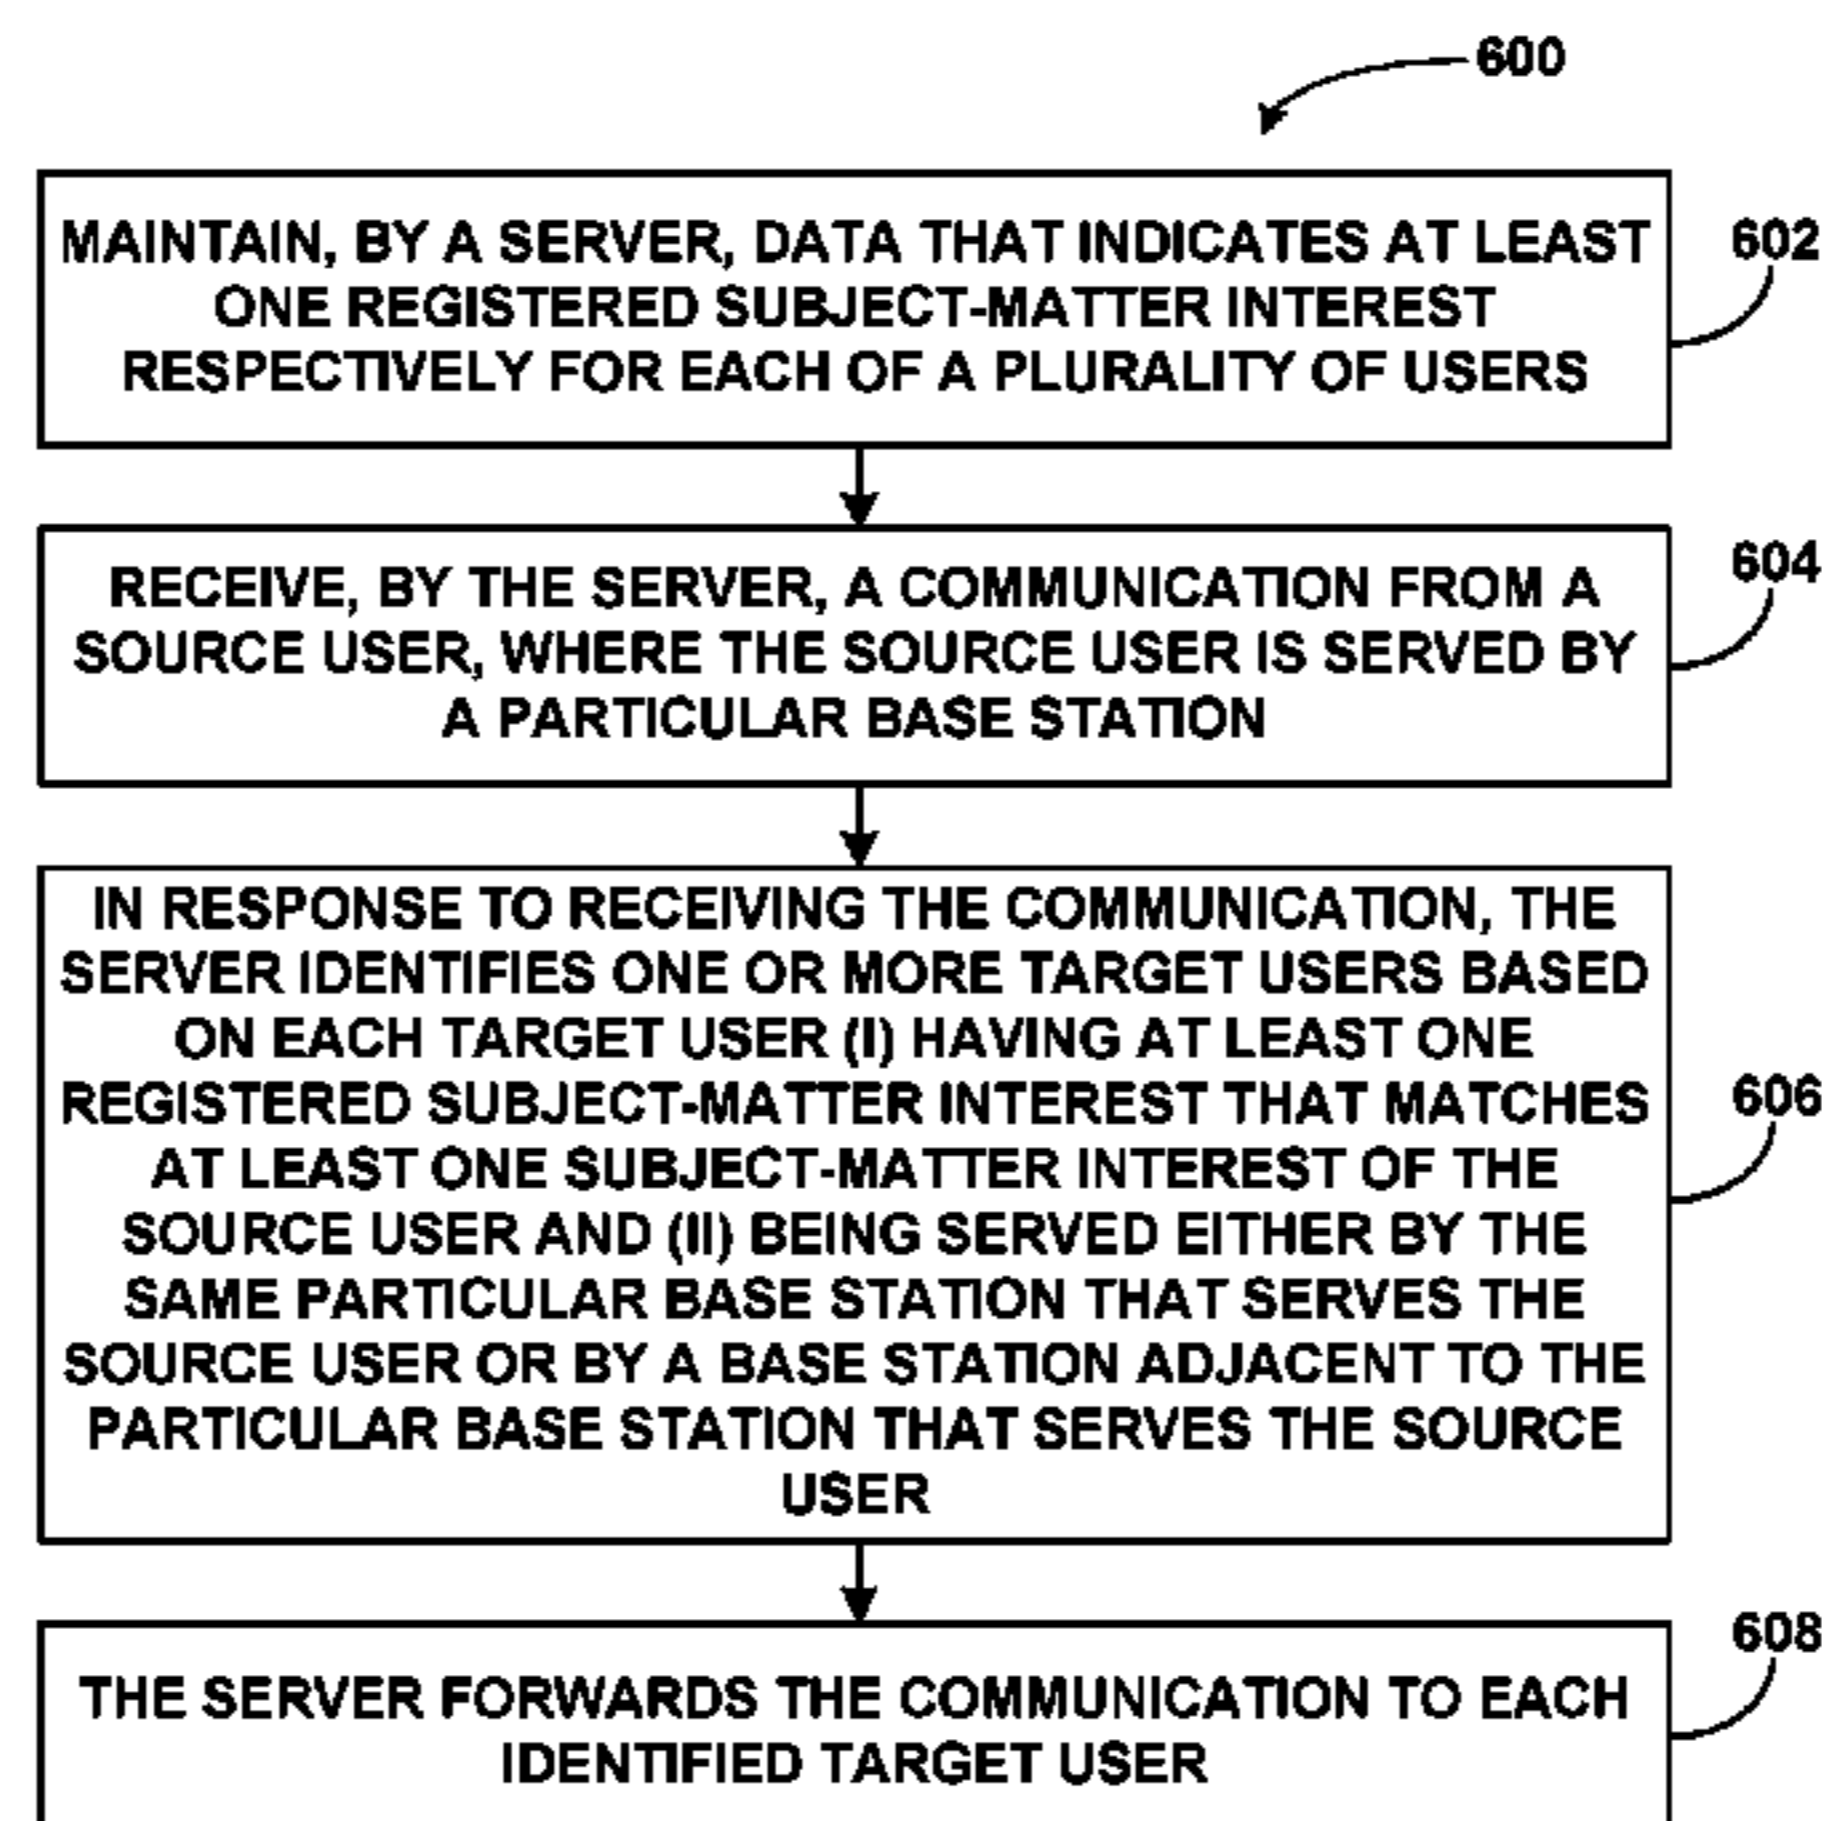 600
MAINTAIN, BY A SERVER, DATA THAT INDICATES AT LEAST
ONE REGISTERED SUBJECT-MATTER INTEREST
RESPECTIVELY FOR EACH OF A PLURALITY OF USERS
602
RECEIVE, BY THE SERVER, A COMMUNICATION FROM A
SOURCE USER, WHERE THE SOURCE USER IS SERVED BY
A PARTICULAR BASE STATION
604
IN RESPONSE TO RECEIVING THE COMMUNICATION, THE
SERVER IDENTIFIES ONE OR MORE TARGET USERS BASED
ON EACH TARGET USER (I) HAVING AT LEAST ONE
REGISTERED SUBJECT-MATTER INTEREST THAT MATCHES
AT LEAST ONE SUBJECT-MATTER INTEREST OF THE
SOURCE USER AND (II) BEING SERVED EITHER BY THE
SAME PARTICULAR BASE STATION THAT SERVES THE
SOURCE USER OR BY A BASE STATION ADJACENT TO THE
PARTICULAR BASE STATION THAT SERVES THE SOURCE
USER
606
THE SERVER FORWARDS THE COMMUNICATION TO EACH
IDENTIFIED TARGET USER
608